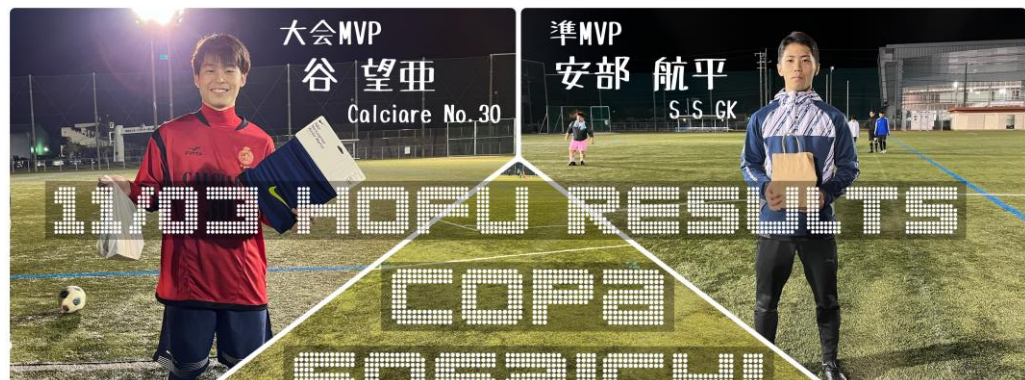 大会MVP
谷 望亜
Calciare No.30
準MVP
安部 航平
S.S GK
11/03 HOFU RESULTS
COPA